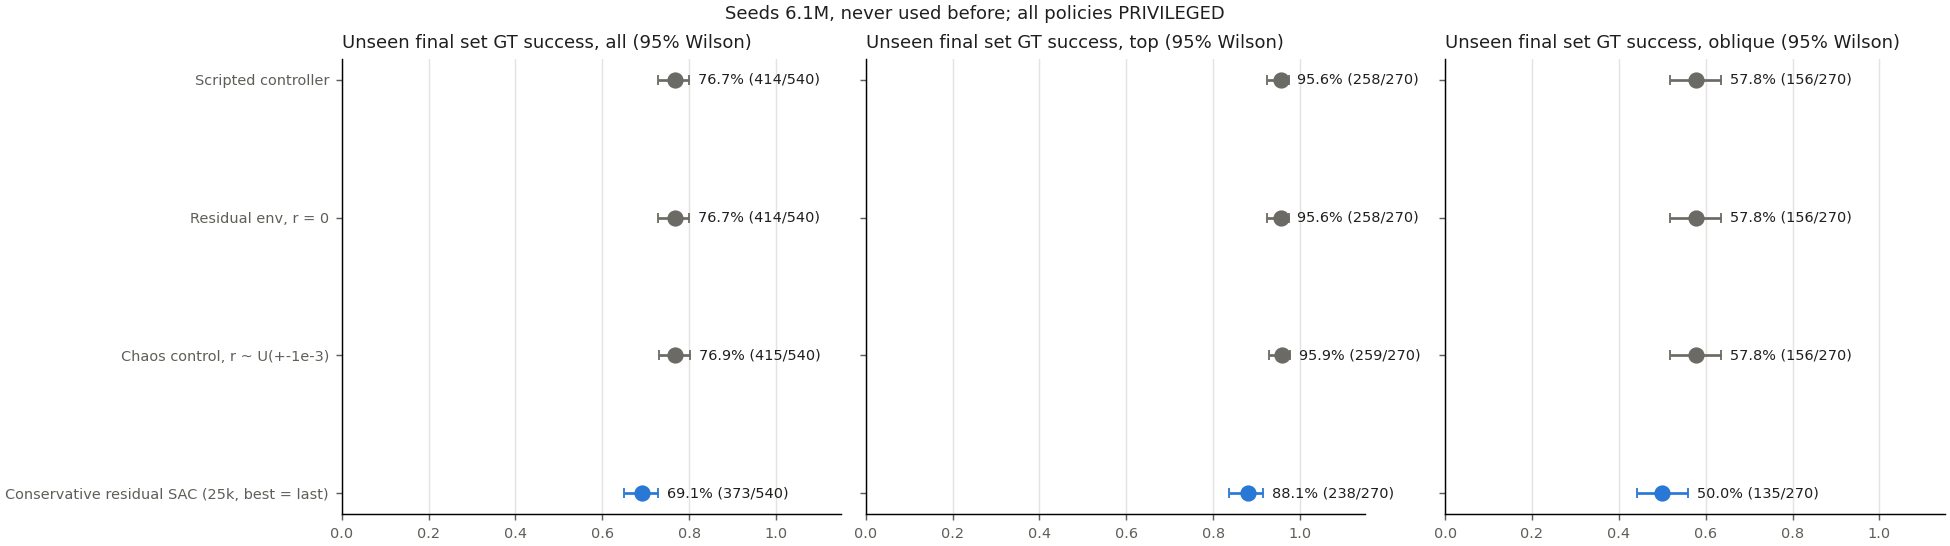 Seeds 6.1M, never used before; all policies PRIVILEGED
Unseen final set GT success, all (95% Wilson)
Unseen final set GT success, top (95% Wilson)
Unseen final set GT success, oblique (95% Wilson)
Scripted controller
76.7% (414/540)
95.6% (258/270)
57.8% (156/270)
Residual env, r = 0
76.7% (414/540)
95.6% (258/270)
57.8% (156/270)
Chaos control, r ~ U(+-1e-3)
76.9% (415/540)
95.9% (259/270)
57.8% (156/270)
Conservative residual SAC (25k, best = last)
69.1% (373/540)
88.1% (238/270)
50.0% (135/270)
0.0 0.2 0.4 0.6 0.8 1.0
0.0 0.2 0.4 0.6 0.8 1.0
0.0 0.2 0.4 0.6 0.8 1.0